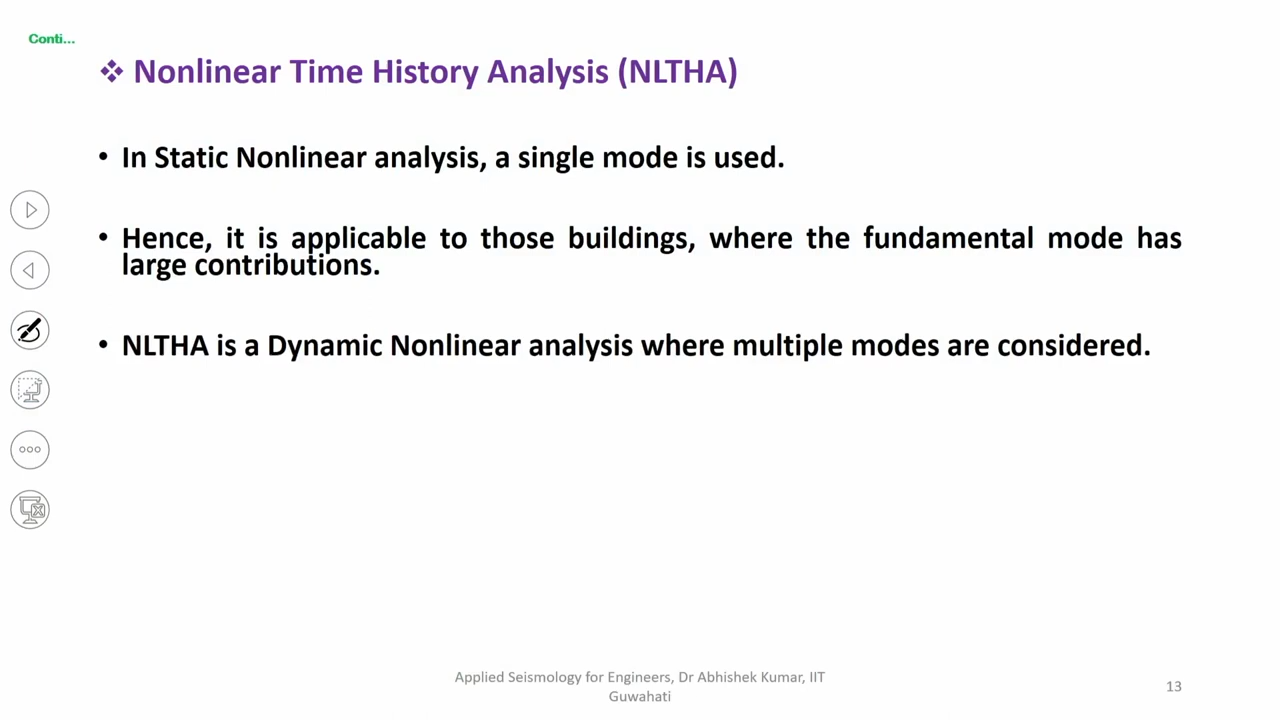 Conti...
❖ Nonlinear Time History Analysis (NLTHA)
• In Static Nonlinear analysis, a single mode is used.
• Hence, it is applicable to those buildings, where the fundamental mode has
large contributions.
• NLTHA is a Dynamic Nonlinear analysis where multiple modes are considered.
Applied Seismology for Engineers, Dr Abhishek Kumar, IIT
Guwahati
13